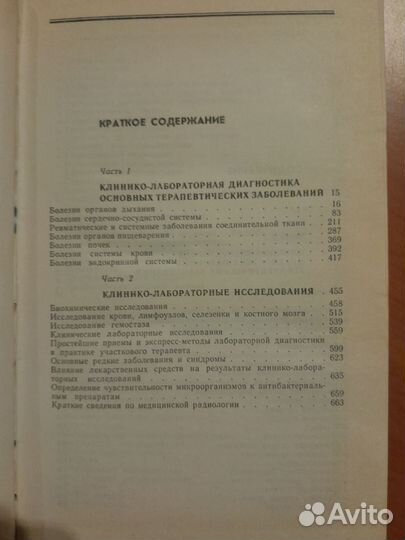 КРАТКОЕ СОДЕРЖАНИЕ
Часть 1
КЛИНИКО-ЛАБОРАТОРНАЯ ДИАГНОСТИКА
ОСНОВНЫХ ТЕРАПЕВТИЧЕСКИХ ЗАБОЛЕВАНИЙ 15
Болезни органов дыхания 16
Болезни сердечно-сосудистой системы 83
Ревматические и системные заболевания соединительной ткани 211
Болезни органов пищеварения 287
Болезни почек 369
Болезни системы крови 392
Болезни эндокринной системы 417
Часть 2
КЛИНИКО-ЛАБОРАТОРНЫЕ ИССЛЕДОВАНИЯ 455
Биохимические исследования 458
Исследование крови, лимфоузлов, селезенки и костного мозга 515
Исследование гемостаза 539
Клинические лабораторные исследования 559
Простейшие приемы и экспресс-методы лабораторной диагностики
в практике участкового терапевта 599
Основные редкие заболевания и синдромы 623
Влияние лекарственных средств на результаты клинико-лабора-
торных исследований 635
Определение чувствительности микроорганизмов к антибактериаль-
ным препаратам 659
Краткие сведения по медицинской радиологии 663
Avito